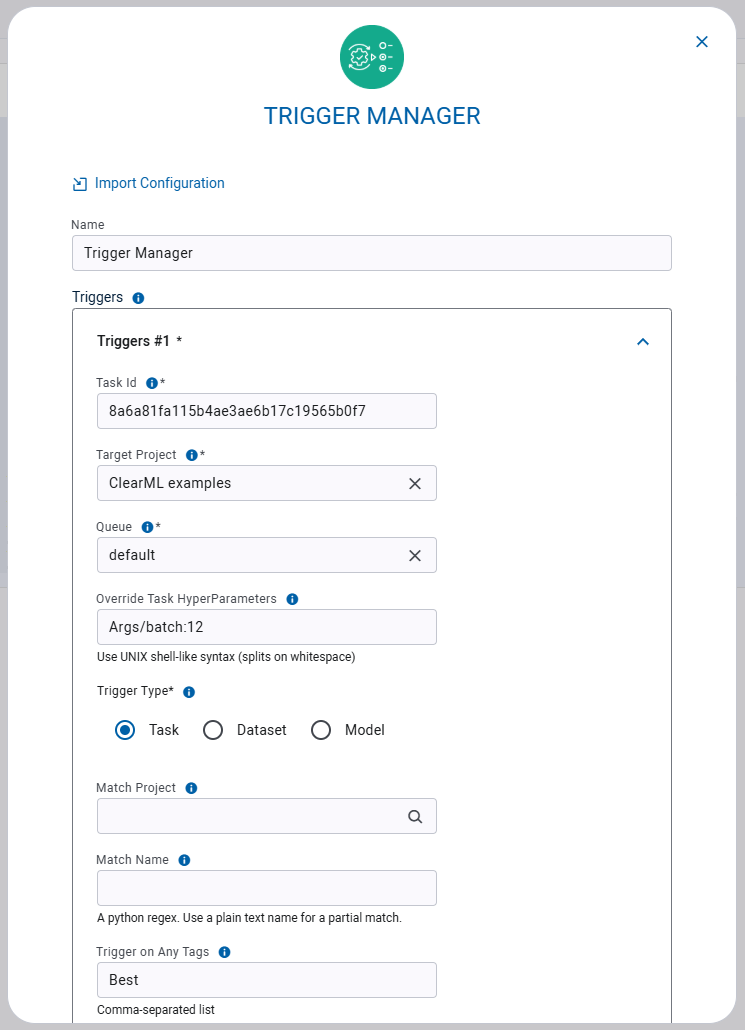 TRIGGER MANAGER
Import Configuration
Name
Trigger Manager
Triggers
Triggers #1 *
Task Id *
8a6a81fa115b4ae3ae6b17c19565b0f7
Target Project *
ClearML examples
Queue *
default
Override Task HyperParameters
Args/batch:12
Use UNIX shell-like syntax (splits on whitespace)
Trigger Type*
Task Dataset Model
Match Project
Match Name
A python regex. Use a plain text name for a partial match.
Trigger on Any Tags
Best
Comma-separated list